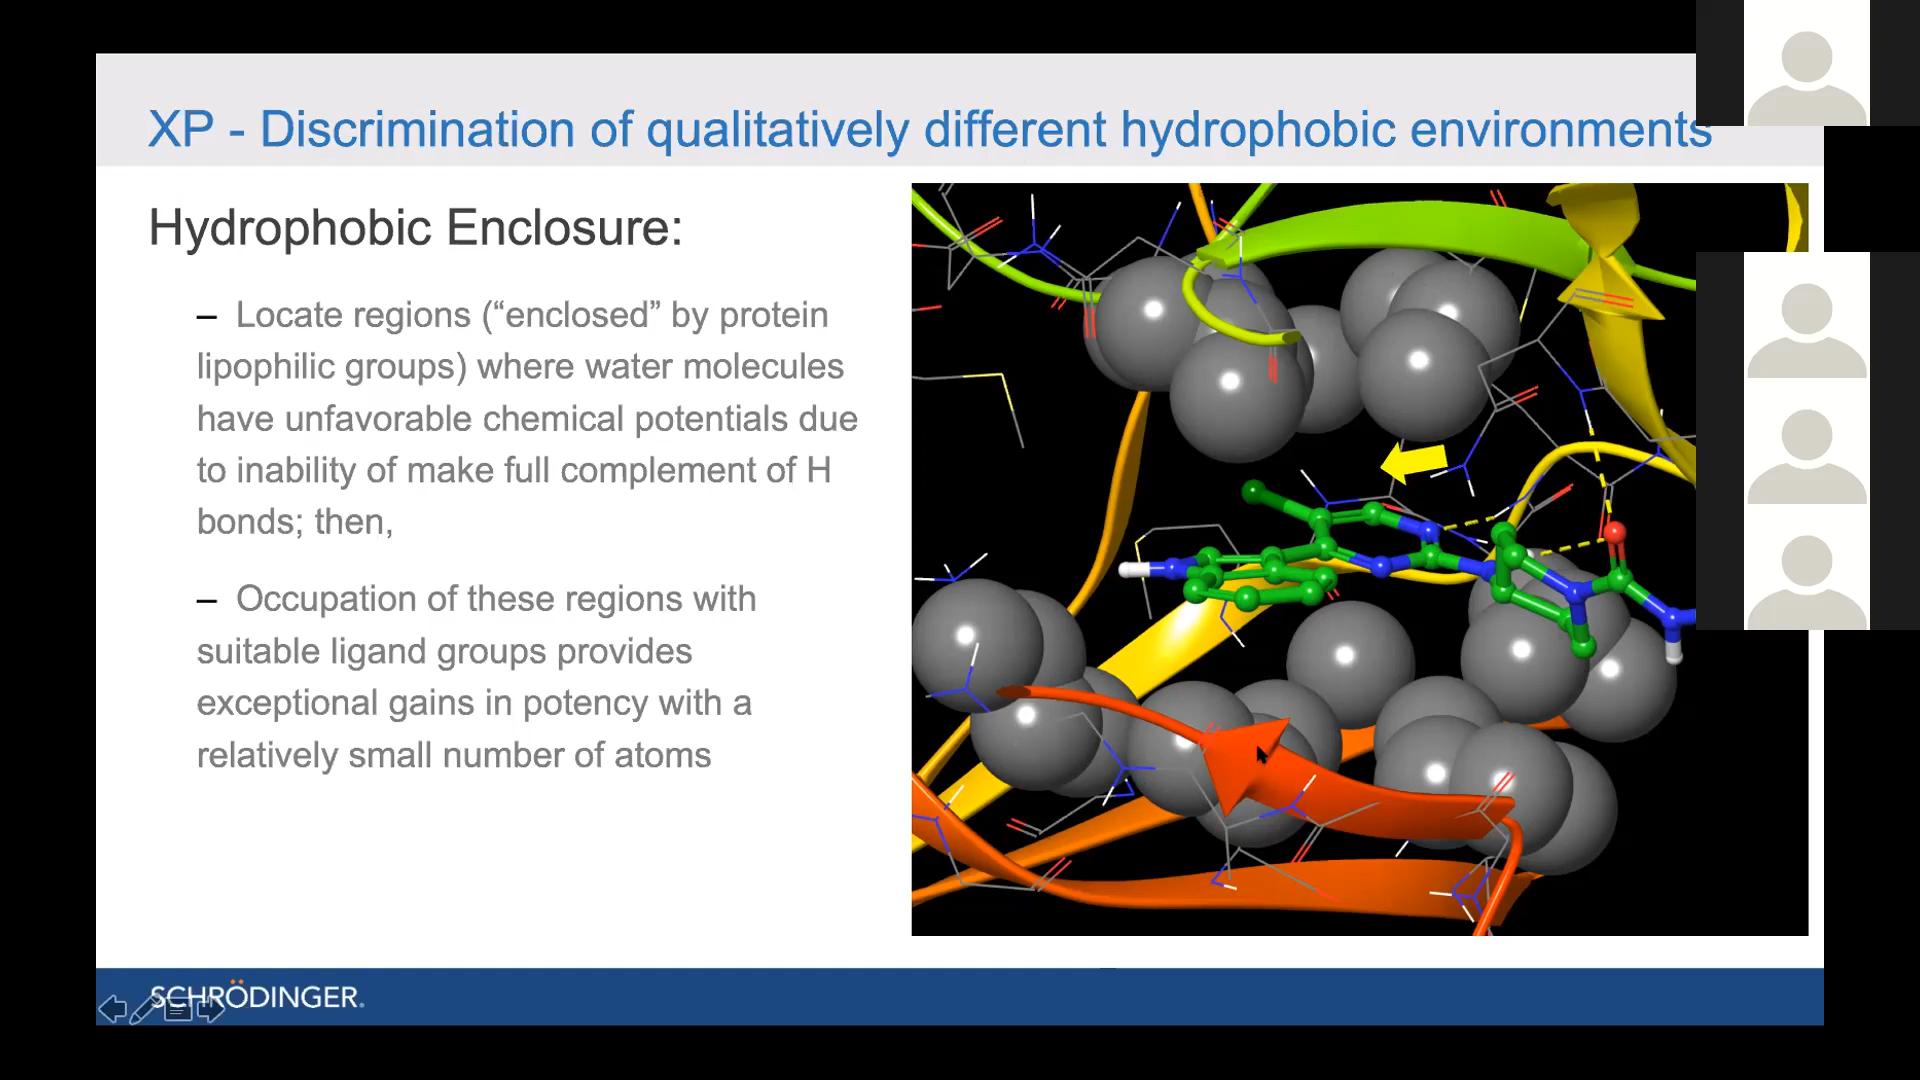 XP - Discrimination of qualitatively different hydrophobic environments
Hydrophobic Enclosure:
– Locate regions (“enclosed” by protein
lipophilic groups) where water molecules
have unfavorable chemical potentials due
to inability of make full complement of H
bonds; then,
– Occupation of these regions with
suitable ligand groups provides
exceptional gains in potency with a
relatively small number of atoms
SCHRÖDINGER.